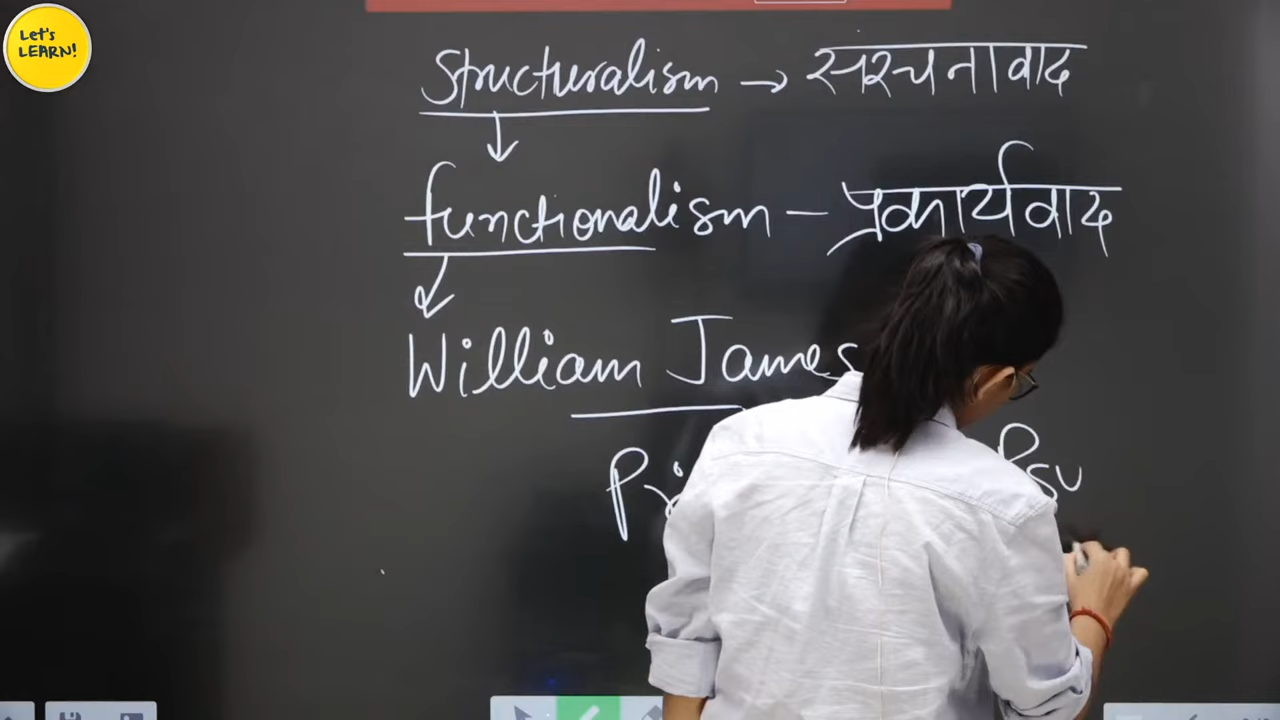 Let's
LEARN!
Structuralism → संरचनावाद
functionalism – प्रकार्यवाद
William James